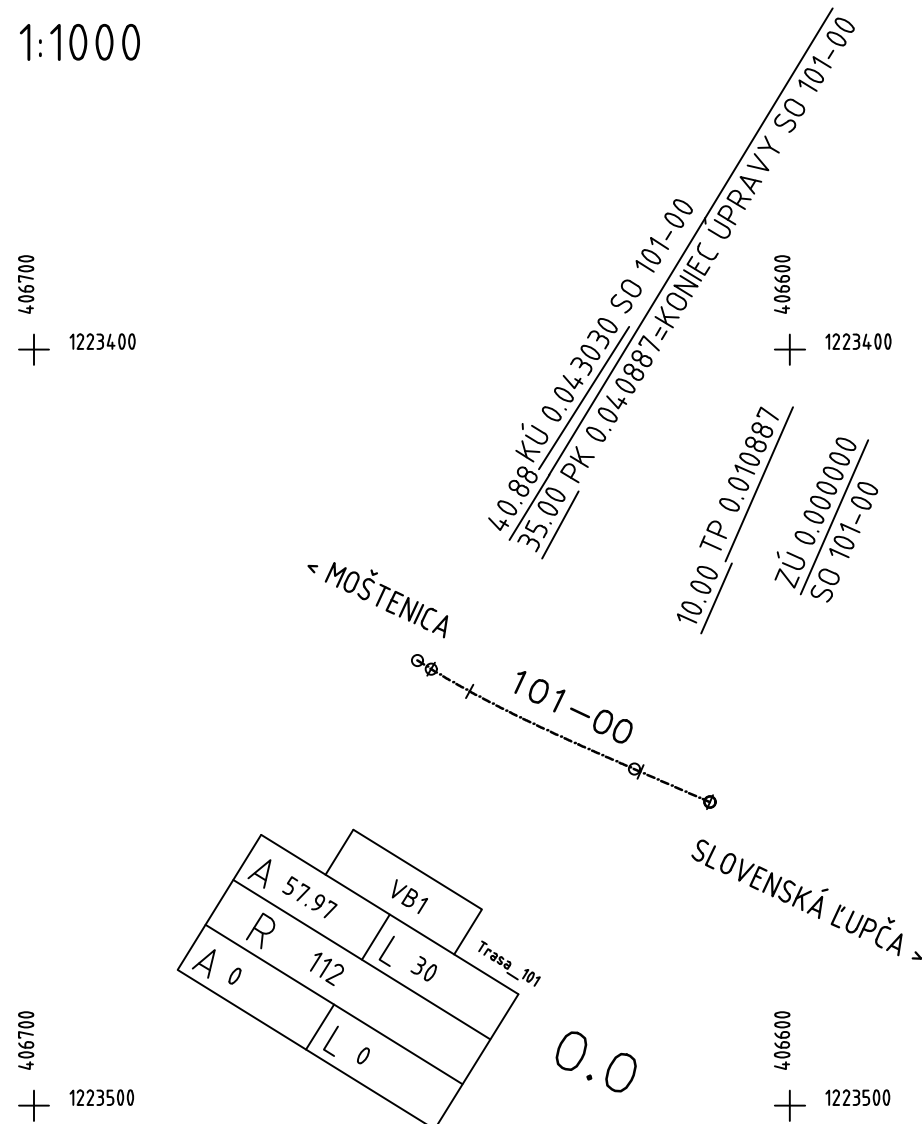 1:1000
40.88 KÚ 0.043030 SO 101-00
35.00 PK 0.040887=KONIEC ÚPRAVY SO 101-00
406700
1223400
406600
1223400
10.00 TP 0.010887
ZÚ 0.000000
SO 101-00
< MOŠTENICA
101-00
SLOVENSKÁ ĽUPČA >
VB1
A 57.97
L 30
R 112
A 0
L 0
Trasa_101
0.0
406700
1223500
406600
1223500